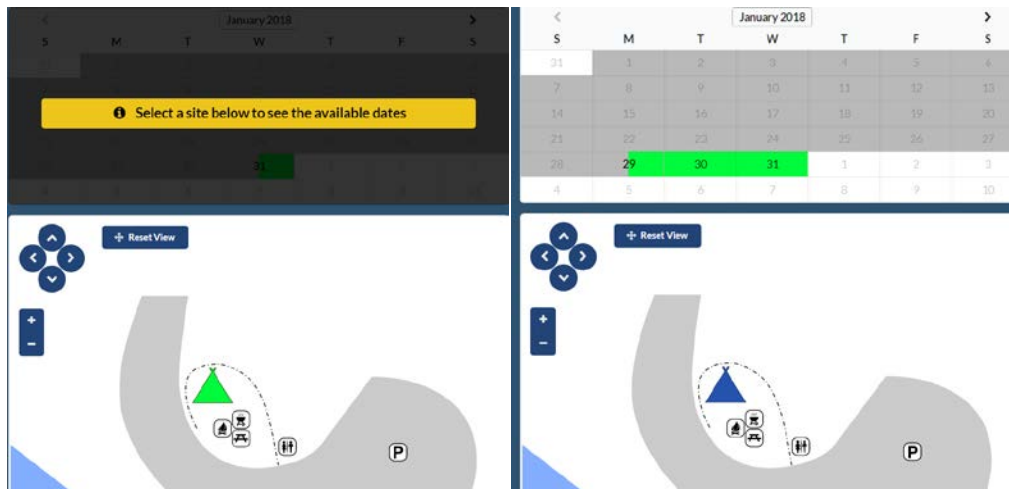 January 2018
S M T W T F S
Select a site below to see the available dates
31
Reset View
P
January 2018
S M T W T F S
31 1 2 3 4 5 6
7 8 9 10 11 12 13
14 15 16 17 18 19 20
21 22 23 24 25 26 27
28 29 30 31 1 2 3
4 5 6 7 8 9 10
Reset View
P